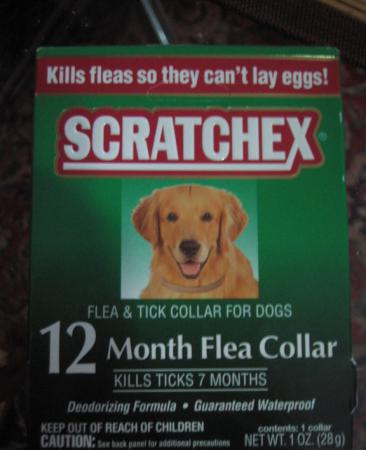 Kills fleas so they can't lay eggs!
SCRATCHEX®
FLEA & TICK COLLAR FOR DOGS
12 Month Flea Collar
KILLS TICKS 7 MONTHS
Deodorizing Formula • Guaranteed Waterproof
KEEP OUT OF REACH OF CHILDREN
CAUTION: See back panel for additional precautions
contents: 1 collar
NET WT. 1 OZ. (28g)